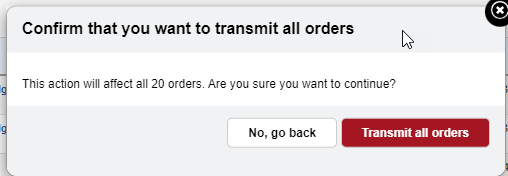 Confirm that you want to transmit all orders
This action will affect all 20 orders. Are you sure you want to continue?
No, go back
Transmit all orders